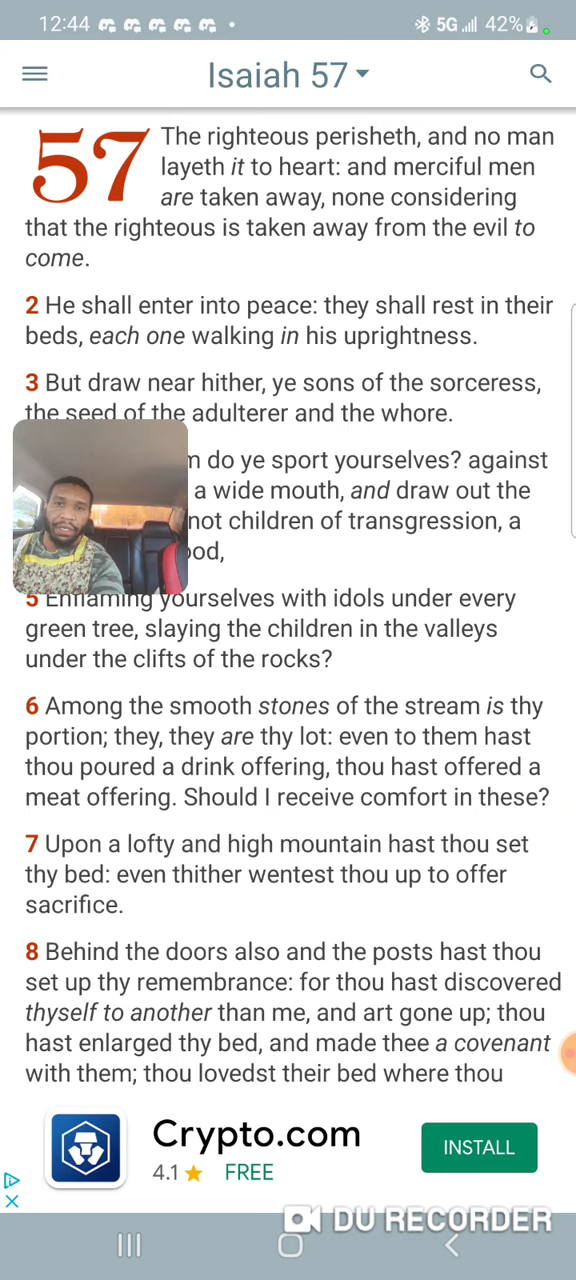 12:44
5G
42%
Isaiah 57
57 The righteous perisheth, and no man
layeth it to heart: and merciful men
are taken away, none considering
that the righteous is taken away from the evil to
come.
2 He shall enter into peace: they shall rest in their
beds, each one walking in his uprightness.
3 But draw near hither, ye sons of the sorceress,
the seed of the adulterer and the whore.
do ye sport yourselves? against
a wide mouth, and draw out the
not children of transgression, a
5 Enflaming yourselves with idols under every
green tree, slaying the children in the valleys
under the clifts of the rocks?
6 Among the smooth stones of the stream is thy
portion; they, they are thy lot: even to them hast
thou poured a drink offering, thou hast offered a
meat offering. Should I receive comfort in these?
7 Upon a lofty and high mountain hast thou set
thy bed: even thither wentest thou up to offer
sacrifice.
8 Behind the doors also and the posts hast thou
set up thy remembrance: for thou hast discovered
thyself to another than me, and art gone up; thou
hast enlarged thy bed, and made thee a covenant
with them; thou lovedst their bed where thou
Crypto.com
4.1 FREE
INSTALL
DU RECORDER